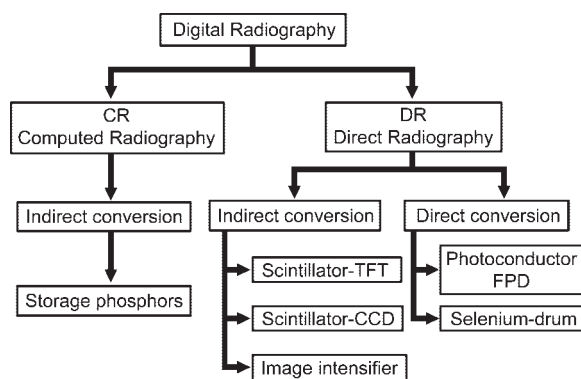 Digital Radiography
CR
Computed Radiography
DR
Direct Radiography
Indirect conversion
Indirect conversion
Direct conversion
Storage phosphors
Scintillator-TFT
Scintillator-CCD
Image intensifier
Photoconductor
FPD
Selenium-drum